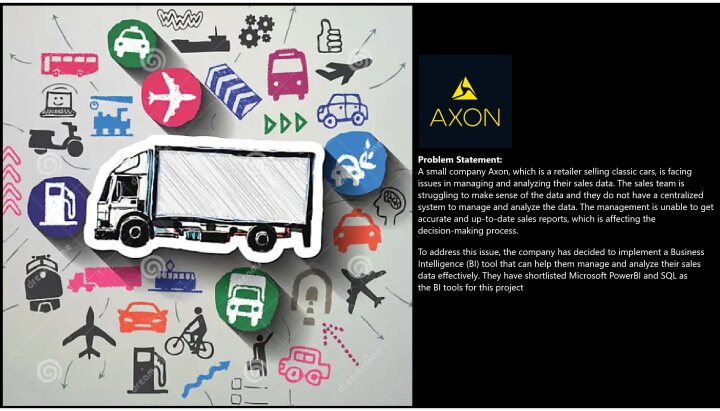 AXON
Problem Statement:
A small company Axon, which is a retailer selling classic cars, is facing
issues in managing and analyzing their sales data. The sales team is
struggling to make sense of the data and they do not have a centralized
system to manage and analyze the data. The management is unable to get
accurate and up-to-date sales reports, which is affecting the
decision-making process.
To address this issue, the company has decided to implement a Business
Intelligence (BI) tool that can help them manage and analyze their sales
data effectively. They have shortlisted Microsoft PowerBI and SQL as
the BI tools for this project